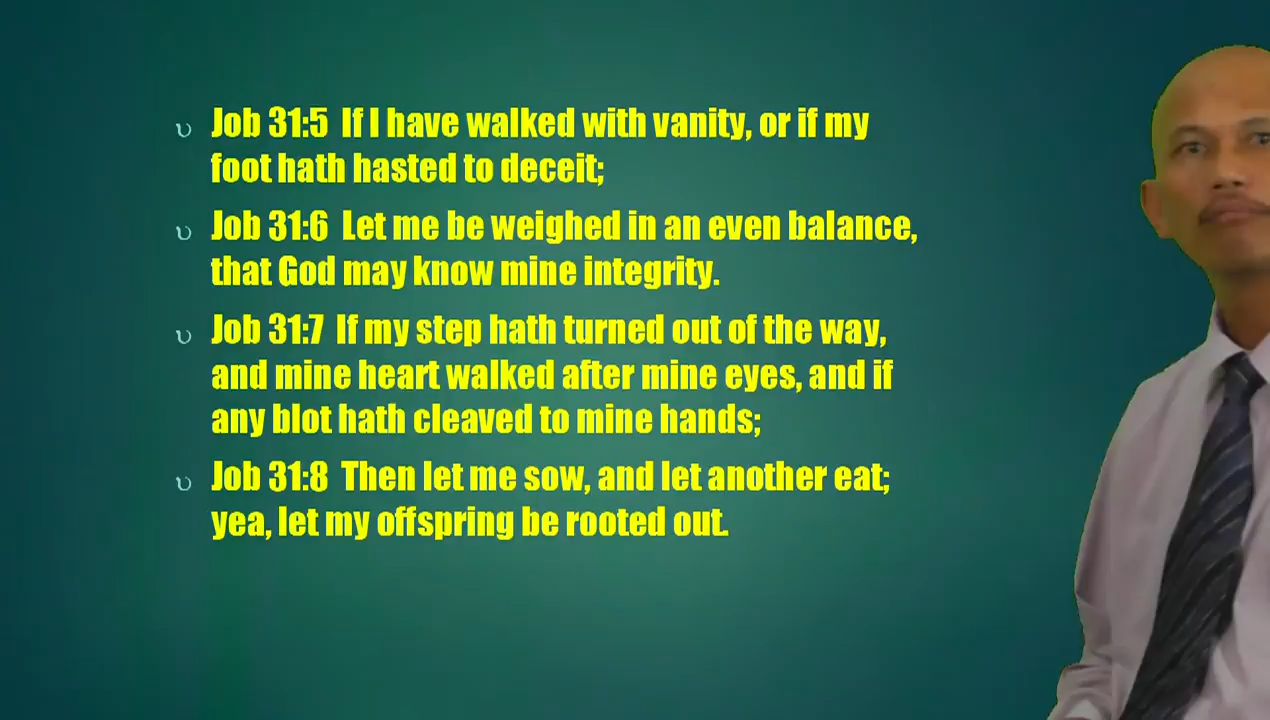 υ Job 31:5 If I have walked with vanity, or if my
foot hath hasted to deceit;
υ Job 31:6 Let me be weighed in an even balance,
that God may know mine integrity.
υ Job 31:7 If my step hath turned out of the way,
and mine heart walked after mine eyes, and if
any blot hath cleaved to mine hands;
υ Job 31:8 Then let me sow, and let another eat;
yea, let my offspring be rooted out.